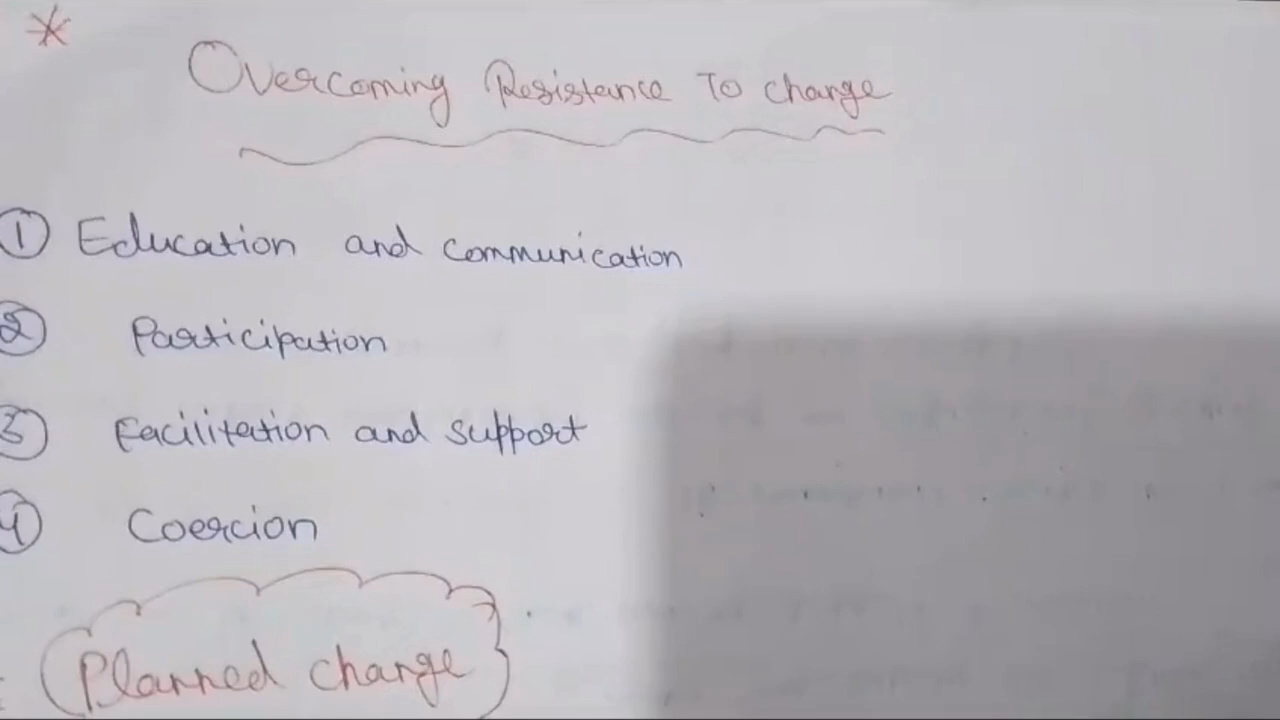 * Overcoming Resistance To change
① Education and communication
② Participation
③ Facilitation and support
④ Coercion
Planned change